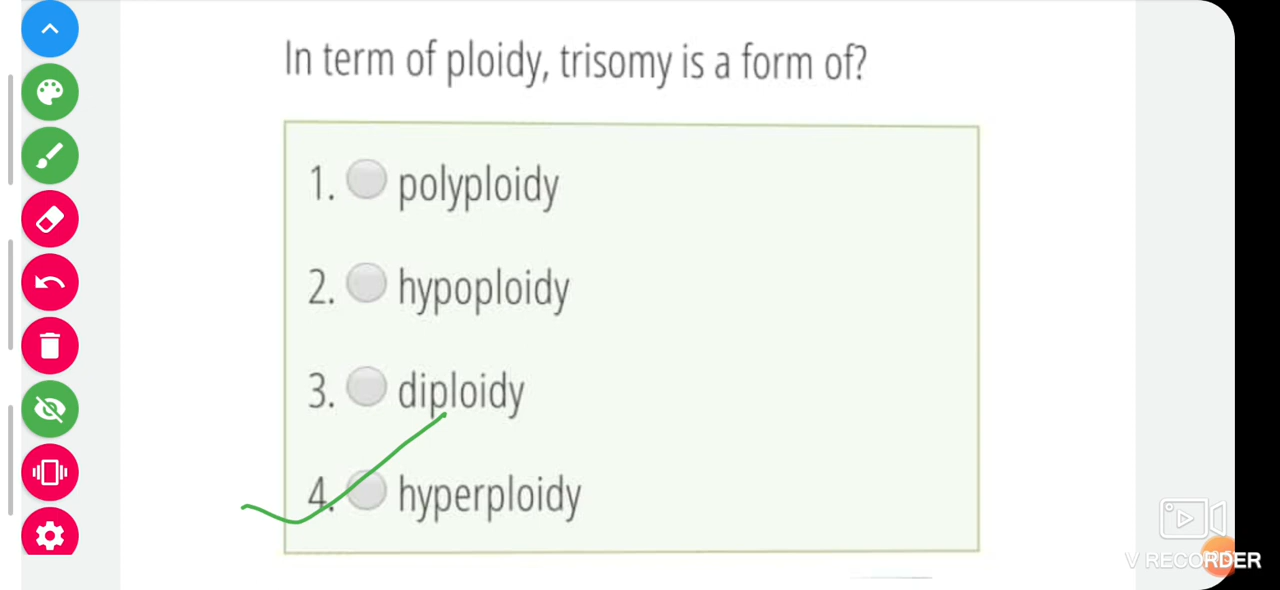 In term of ploidy, trisomy is a form of?
1. polyploidy
2. hypoploidy
3. diploidy
4. hyperploidy
V RECORDER